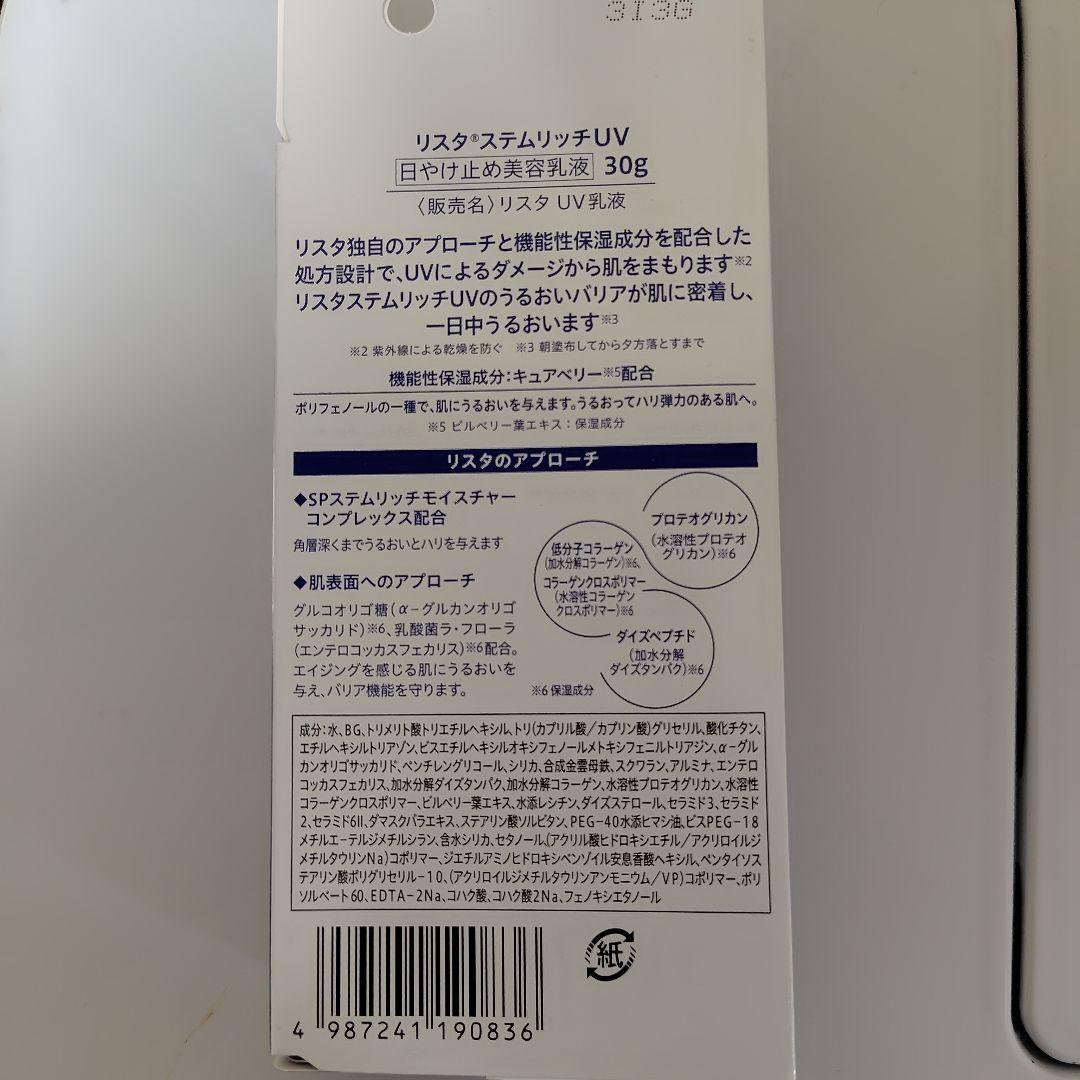 313G
リスタ®ステムリッチUV
日やけ止め美容乳液 30g
〈販売名〉リスタ UV乳液
リスタ独自のアプローチと機能性保湿成分を配合した
処方設計で、UVによるダメージから肌をまもります※2
リスタステムリッチUVのうるおいバリアが肌に密着し、
一日中うるおいます※3
※2 紫外線による乾燥を防ぐ ※3 朝塗布してから夕方落とすまで
機能性保湿成分:キュアベリー※5配合
ポリフェノールの一種で、肌にうるおいを与えます。うるおってハリ弾力のある肌へ。
※5 ビルベリー葉エキス:保湿成分
リスタのアプローチ
◆SPステムリッチモイスチャー
コンプレックス配合
角層深くまでうるおいとハリを与えます
◆肌表面へのアプローチ
グルコオリゴ糖(α-グルカンオリゴ
サッカリド)※6、乳酸菌ラ・フローラ
(エンテロコッカスフェカリス)※6配合。
エイジングを感じる肌にうるおいを
与え、バリア機能を守ります。
プロテオグリカン
(水溶性プロテオ
グリカン)※6
低分子コラーゲン
(加水分解コラーゲン)※6、
コラーゲンクロスポリマー
(水溶性コラーゲン
クロスポリマー)※6
ダイズペプチド
(加水分解
ダイズタンパク)※6
※6 保湿成分
成分:水、BG、トリメリト酸トリエチルヘキシル、トリ(カプリル酸/カプリン酸)グリセリル、酸化チタン、
エチルヘキシルトリアゾン、ビスエチルヘキシルオキシフェノールメトキシフェニルトリアジン、α-グル
カンオリゴサッカリド、ペンチレングリコール、シリカ、合成金雲母鉄、スクワラン、アルミナ、エンテロ
コッカスフェカリス、加水分解ダイズタンパク、加水分解コラーゲン、水溶性プロテオグリカン、水溶性
コラーゲンクロスポリマー、ビルベリー葉エキス、水添レシチン、ダイズステロール、セラミド3、セラミド
2、セラミド6II、ダマスクバラエキス、ステアリン酸ソルビタン、PEG-40水添ヒマシ油、ビスPEG-18
メチルエーテルジメチルシラン、含水シリカ、セタノール、(アクリル酸ヒドロキシエチル/アクリロイルジ
メチルタウリンNa)コポリマー、ジエチルアミノヒドロキシベンゾイル安息香酸ヘキシル、ペンタイソス
テアリン酸ポリグリセリル-10、(アクリロイルジメチルタウリンアンモニウム/VP)コポリマー、ポリ
ソルベート60、EDTA-2Na、コハク酸、コハク酸2Na、フェノキシエタノール
紙
4 987241 190836